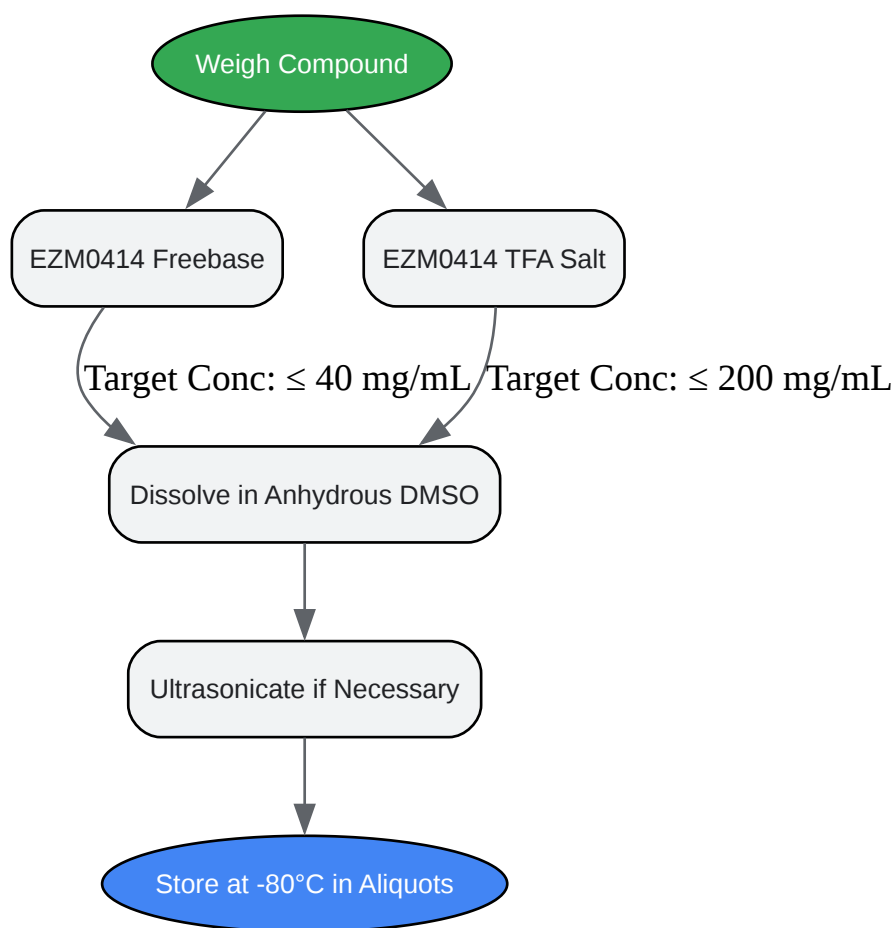 Weigh Compound
EZM0414 Freebase
EZM0414 TFA Salt
Target Conc: ≤ 40 mg/mL
Target Conc: ≤ 200 mg/mL
Dissolve in Anhydrous DMSO
Ultrasonicate if Necessary
Store at -80°C in Aliquots